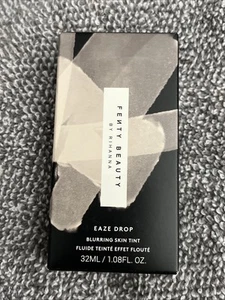 FENTY BEAUTY
BY RIHANNA
EAZE DROP
BLURRING SKIN TINT
FLUIDE TEINTÉ EFFET FLOUTÉ
32ML / 1.08FL. OZ.